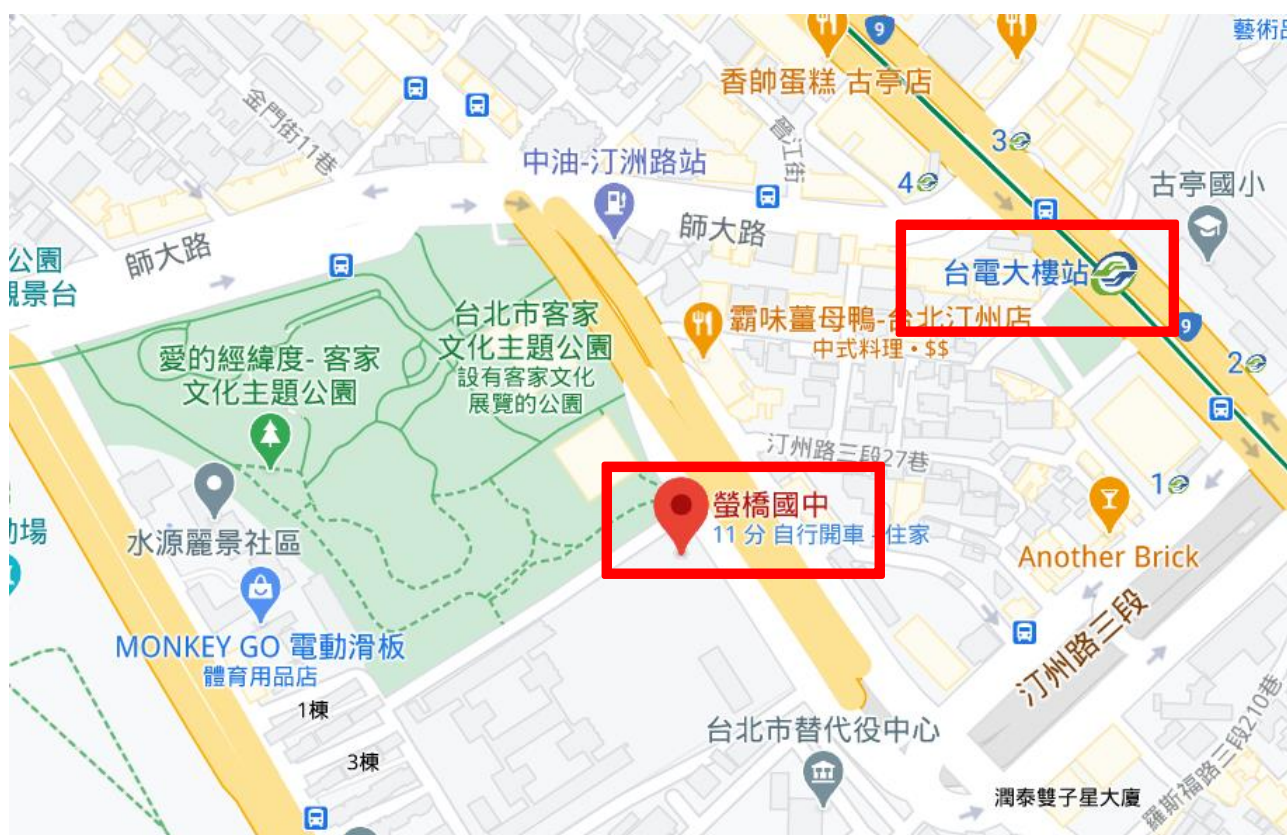 9
藝術品
香帥蛋糕 古亭店
金門街11巷
晉江街
3
中油-汀洲路站
4
古亭國小
師大路
師大路
公園
觀景台
台電大樓站
台北市客家
文化主題公園
設有客家文化
展覽的公園
霸味薑母鴨-台北汀州店
中式料理·$$
9
愛的經緯度- 客家
文化主題公園
2
汀州路三段27巷
螢橋國中
11 分 自行開車 - 住家
1
水源麗景社區
動場
Another Brick
MONKEY GO 電動滑板
體育用品店
汀州路三段
1棟
台北市替代役中心
3棟
羅斯福路三段210巷
潤泰雙子星大廈